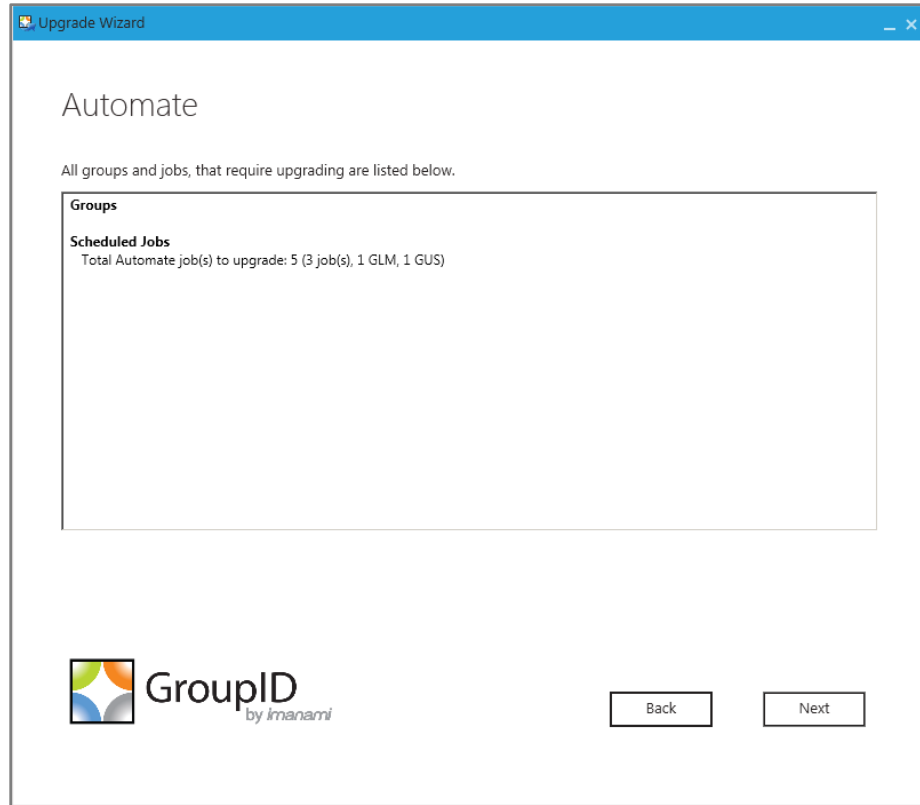 Upgrade Wizard
Automate
All groups and jobs, that require upgrading are listed below.
Groups
Scheduled Jobs
Total Automate job(s) to upgrade: 5 (3 job(s), 1 GLM, 1 GUS)
GroupID
by imanami
Back
Next